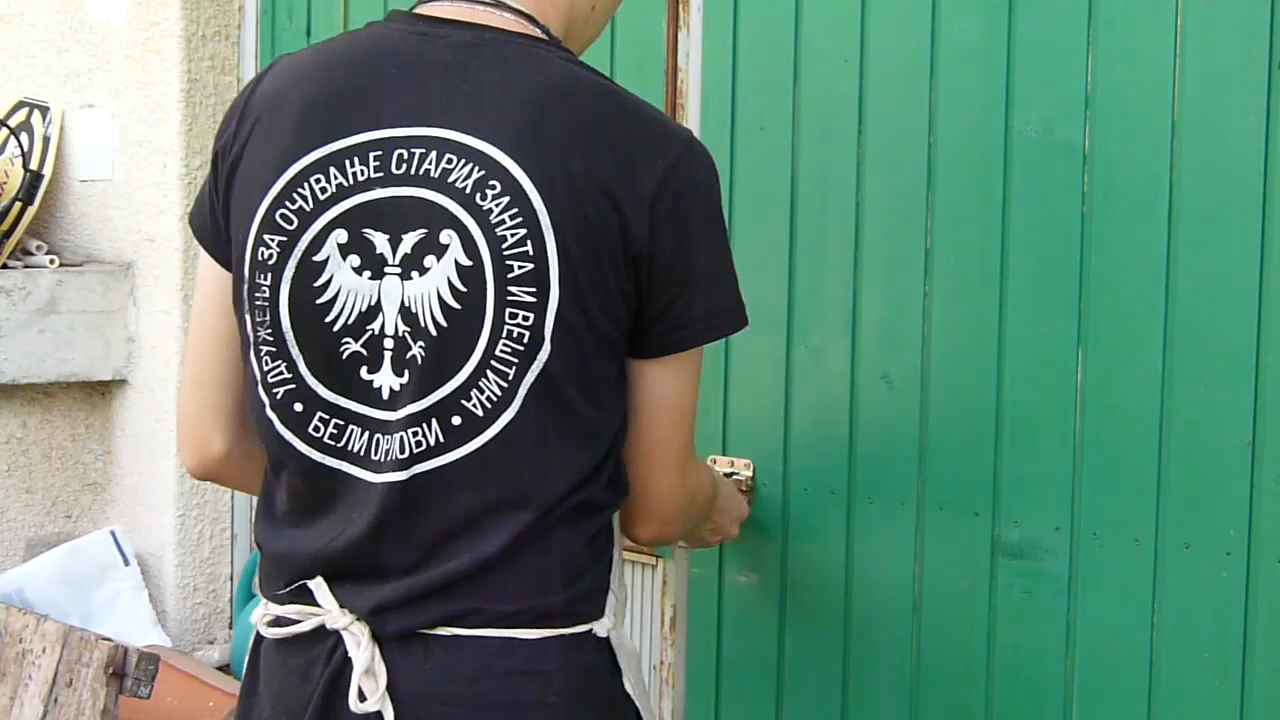 УДРУЖЕЊЕ ЗА ОЧУВАЊЕ СТАРИХ ЗАНАТА И ВЕШТИНА
• БЕЛИ ОРЛОВИ •